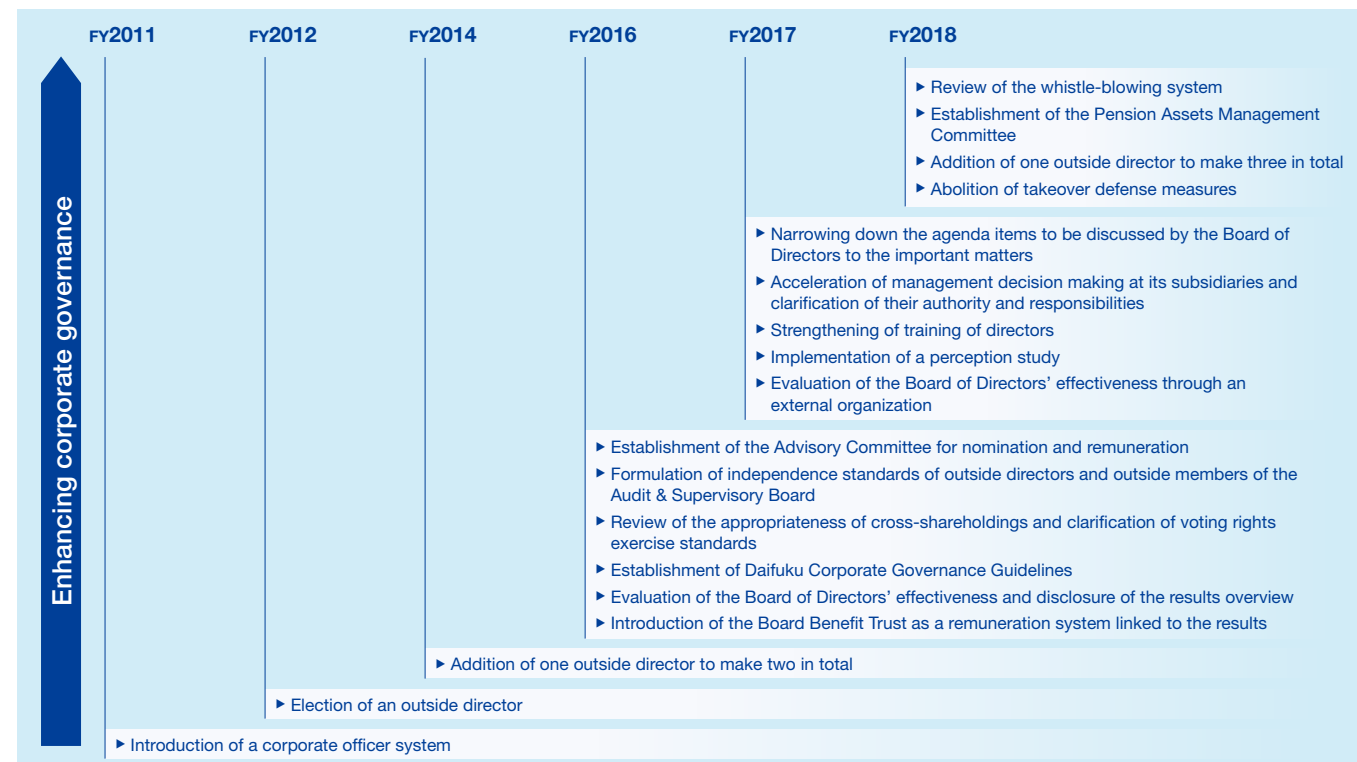 FY2011 FY2012 FY2014 FY2016 FY2017 FY2018
Enhancing corporate governance
▶ Review of the whistle-blowing system
▶ Establishment of the Pension Assets Management
Committee
▶ Addition of one outside director to make three in total
▶ Abolition of takeover defense measures
▶ Narrowing down the agenda items to be discussed by the Board of
Directors to the important matters
▶ Acceleration of management decision making at its subsidiaries and
clarification of their authority and responsibilities
▶ Strengthening of training of directors
▶ Implementation of a perception study
▶ Evaluation of the Board of Directors’ effectiveness through an
external organization
▶ Establishment of the Advisory Committee for nomination and remuneration
▶ Formulation of independence standards of outside directors and outside members of the
Audit & Supervisory Board
▶ Review of the appropriateness of cross-shareholdings and clarification of voting rights
exercise standards
▶ Establishment of Daifuku Corporate Governance Guidelines
▶ Evaluation of the Board of Directors’ effectiveness and disclosure of the results overview
▶ Introduction of the Board Benefit Trust as a remuneration system linked to the results
▶ Addition of one outside director to make two in total
▶ Election of an outside director
▶ Introduction of a corporate officer system